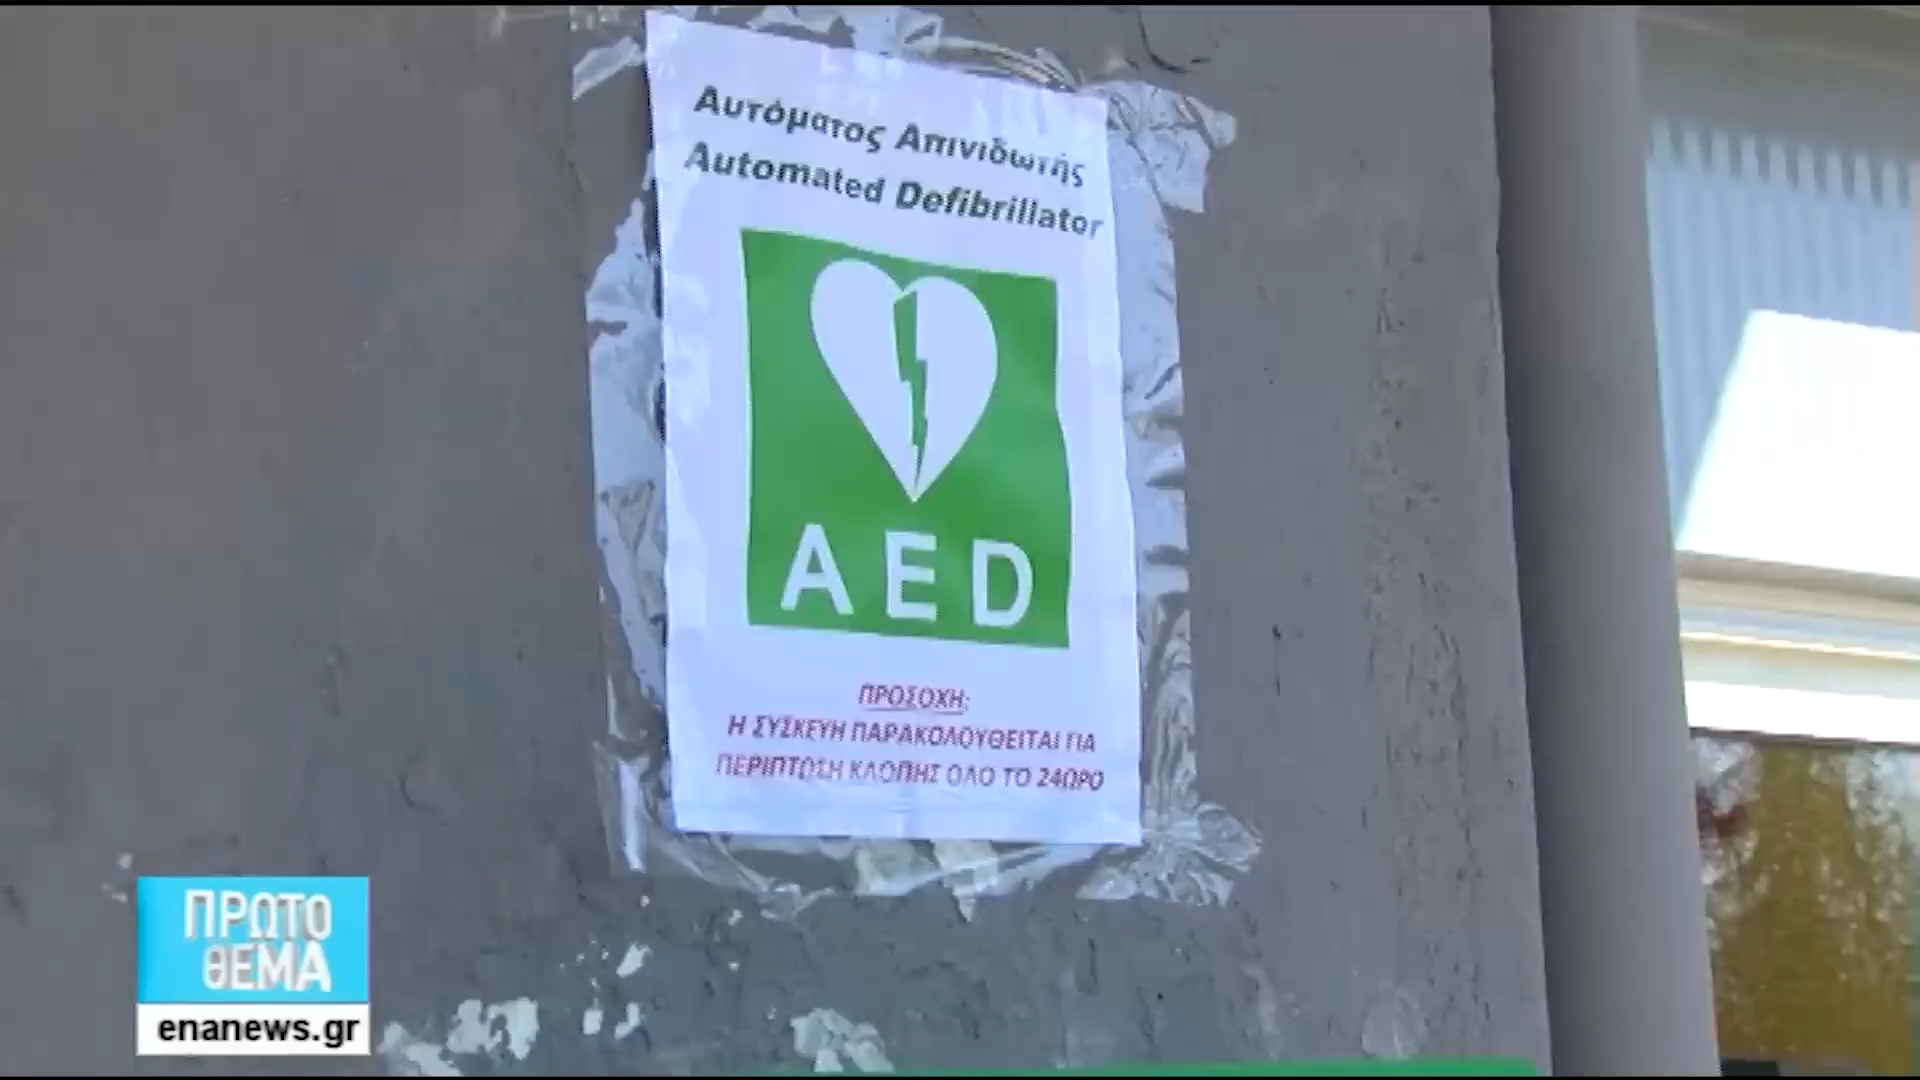 Αυτόματος Απινιδωτής
Automated Defibrillator
AED
ΠΡΟΣΟΧΗ:
Η ΣΥΣΚΕΥΗ ΠΑΡΑΚΟΛΟΥΘΕΙΤΑΙ ΓΙΑ
ΠΕΡΙΠΤΩΣΗ ΚΛΟΠΗΣ ΟΛΟ ΤΟ 24ΩΡΟ
ΠΡΩΤΟ
ΘΕΜΑ
enanews.gr